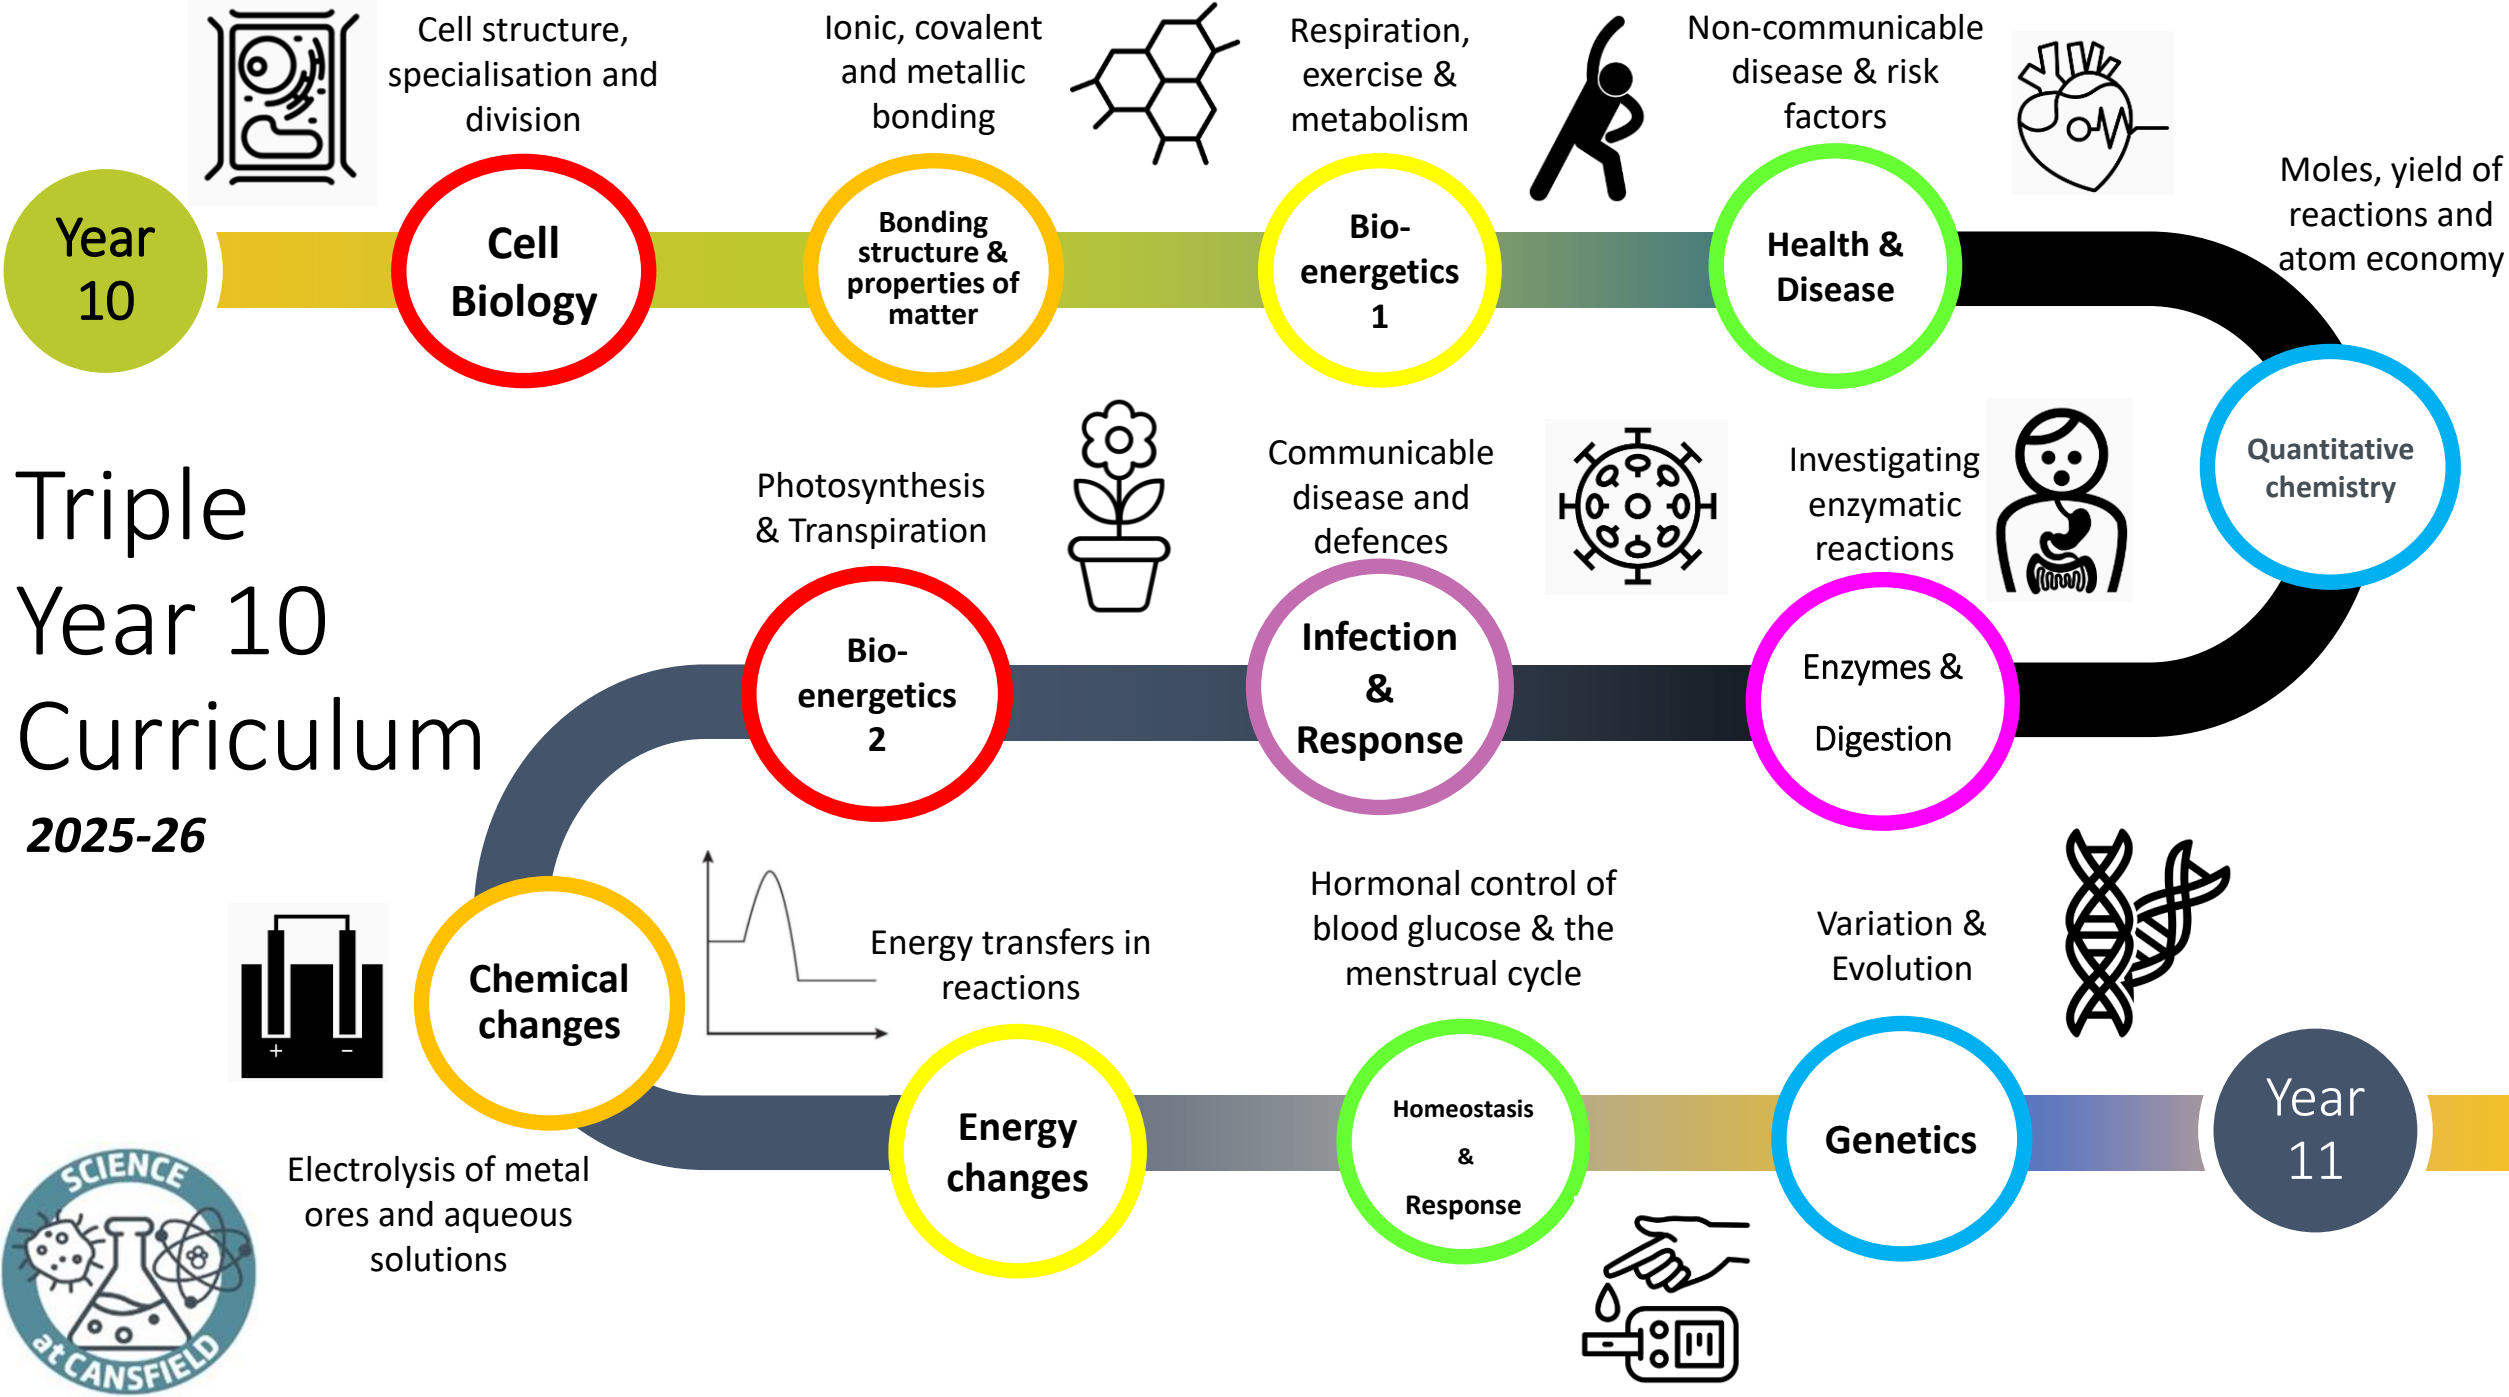 Cell structure,
specialisation and
division
Ionic, covalent
and metallic
bonding
Respiration,
exercise &
metabolism
Non-communicable
disease & risk
factors
Moles, yield of
reactions and
atom economy
Year
10
Cell
Biology
Bonding
structure &
properties of
matter
Bio-
energetics
1
Health &
Disease
Quantitative
chemistry
Triple
Year 10
Curriculum
2025-26
Photosynthesis
& Transpiration
Communicable
disease and
defences
Investigating
enzymatic
reactions
Bio-
energetics
2
Infection
&
Response
Enzymes &
Digestion
Chemical
changes
+ −
Electrolysis of metal
ores and aqueous
solutions
Energy transfers in
reactions
Hormonal control of
blood glucose & the
menstrual cycle
Variation &
Evolution
Energy
changes
Homeostasis
&
Response
Genetics
Year
11
SCIENCE
at CANSFIELD